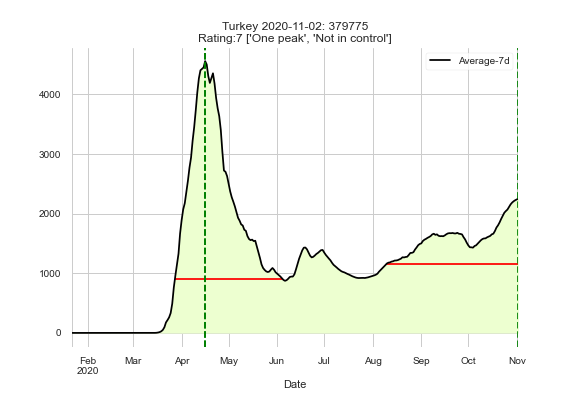 Turkey 2020-11-02: 379775
Rating:7 ['One peak', 'Not in control']
Average-7d
4000
3000
2000
1000
0
Feb Mar Apr May Jun Jul Aug Sep Oct Nov
2020
Date